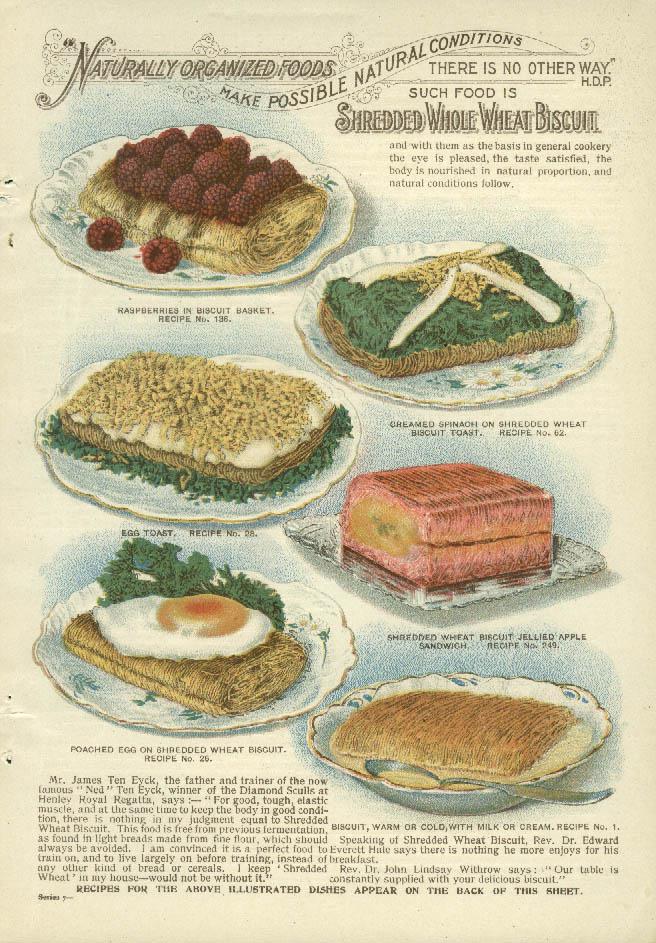 "NATURALLY ORGANIZED FOODS
MAKE POSSIBLE NATURAL CONDITIONS
THERE IS NO OTHER WAY."
H.D.P.
SUCH FOOD IS
SHREDDED WHOLE WHEAT BISCUIT
and with them as the basis in general cookery
the eye is pleased, the taste satisfied, the
body is nourished in natural proportion, and
natural conditions follow.
RASPBERRIES IN BISCUIT BASKET.
RECIPE No. 136.
CREAMED SPINACH ON SHREDDED WHEAT
BISCUIT TOAST. RECIPE No. 62.
EGG TOAST. RECIPE No. 28.
SHREDDED WHEAT BISCUIT JELLIED APPLE
SANDWICH. RECIPE No. 249.
POACHED EGG ON SHREDDED WHEAT BISCUIT.
RECIPE No. 26.
BISCUIT, WARM OR COLD, WITH MILK OR CREAM. RECIPE No. 1.
Mr. James Ten Eyck, the father and trainer of the now
famous "Ned" Ten Eyck, winner of the Diamond Sculls at
Henley Royal Regatta, says :— "For good, tough, elastic
muscle, and at the same time to keep the body in good condi-
tion, there is nothing in my judgment equal to Shredded
Wheat Biscuit. This food is free from previous fermentation,
as found in light breads made from fine flour, which should
always be avoided. I am convinced it is a perfect food to
train on, and to live largely on before training, instead of
any other kind of bread or cereals. I keep 'Shredded
Wheat' in my house—would not be without it."
Speaking of Shredded Wheat Biscuit, Rev. Dr. Edward
Everett Hale says there is nothing he more enjoys for his
breakfast.
Rev. Dr. John Lindsay Withrow says : "Our table is
constantly supplied with your delicious biscuit."
RECIPES FOR THE ABOVE ILLUSTRATED DISHES APPEAR ON THE BACK OF THIS SHEET.
Series 7—